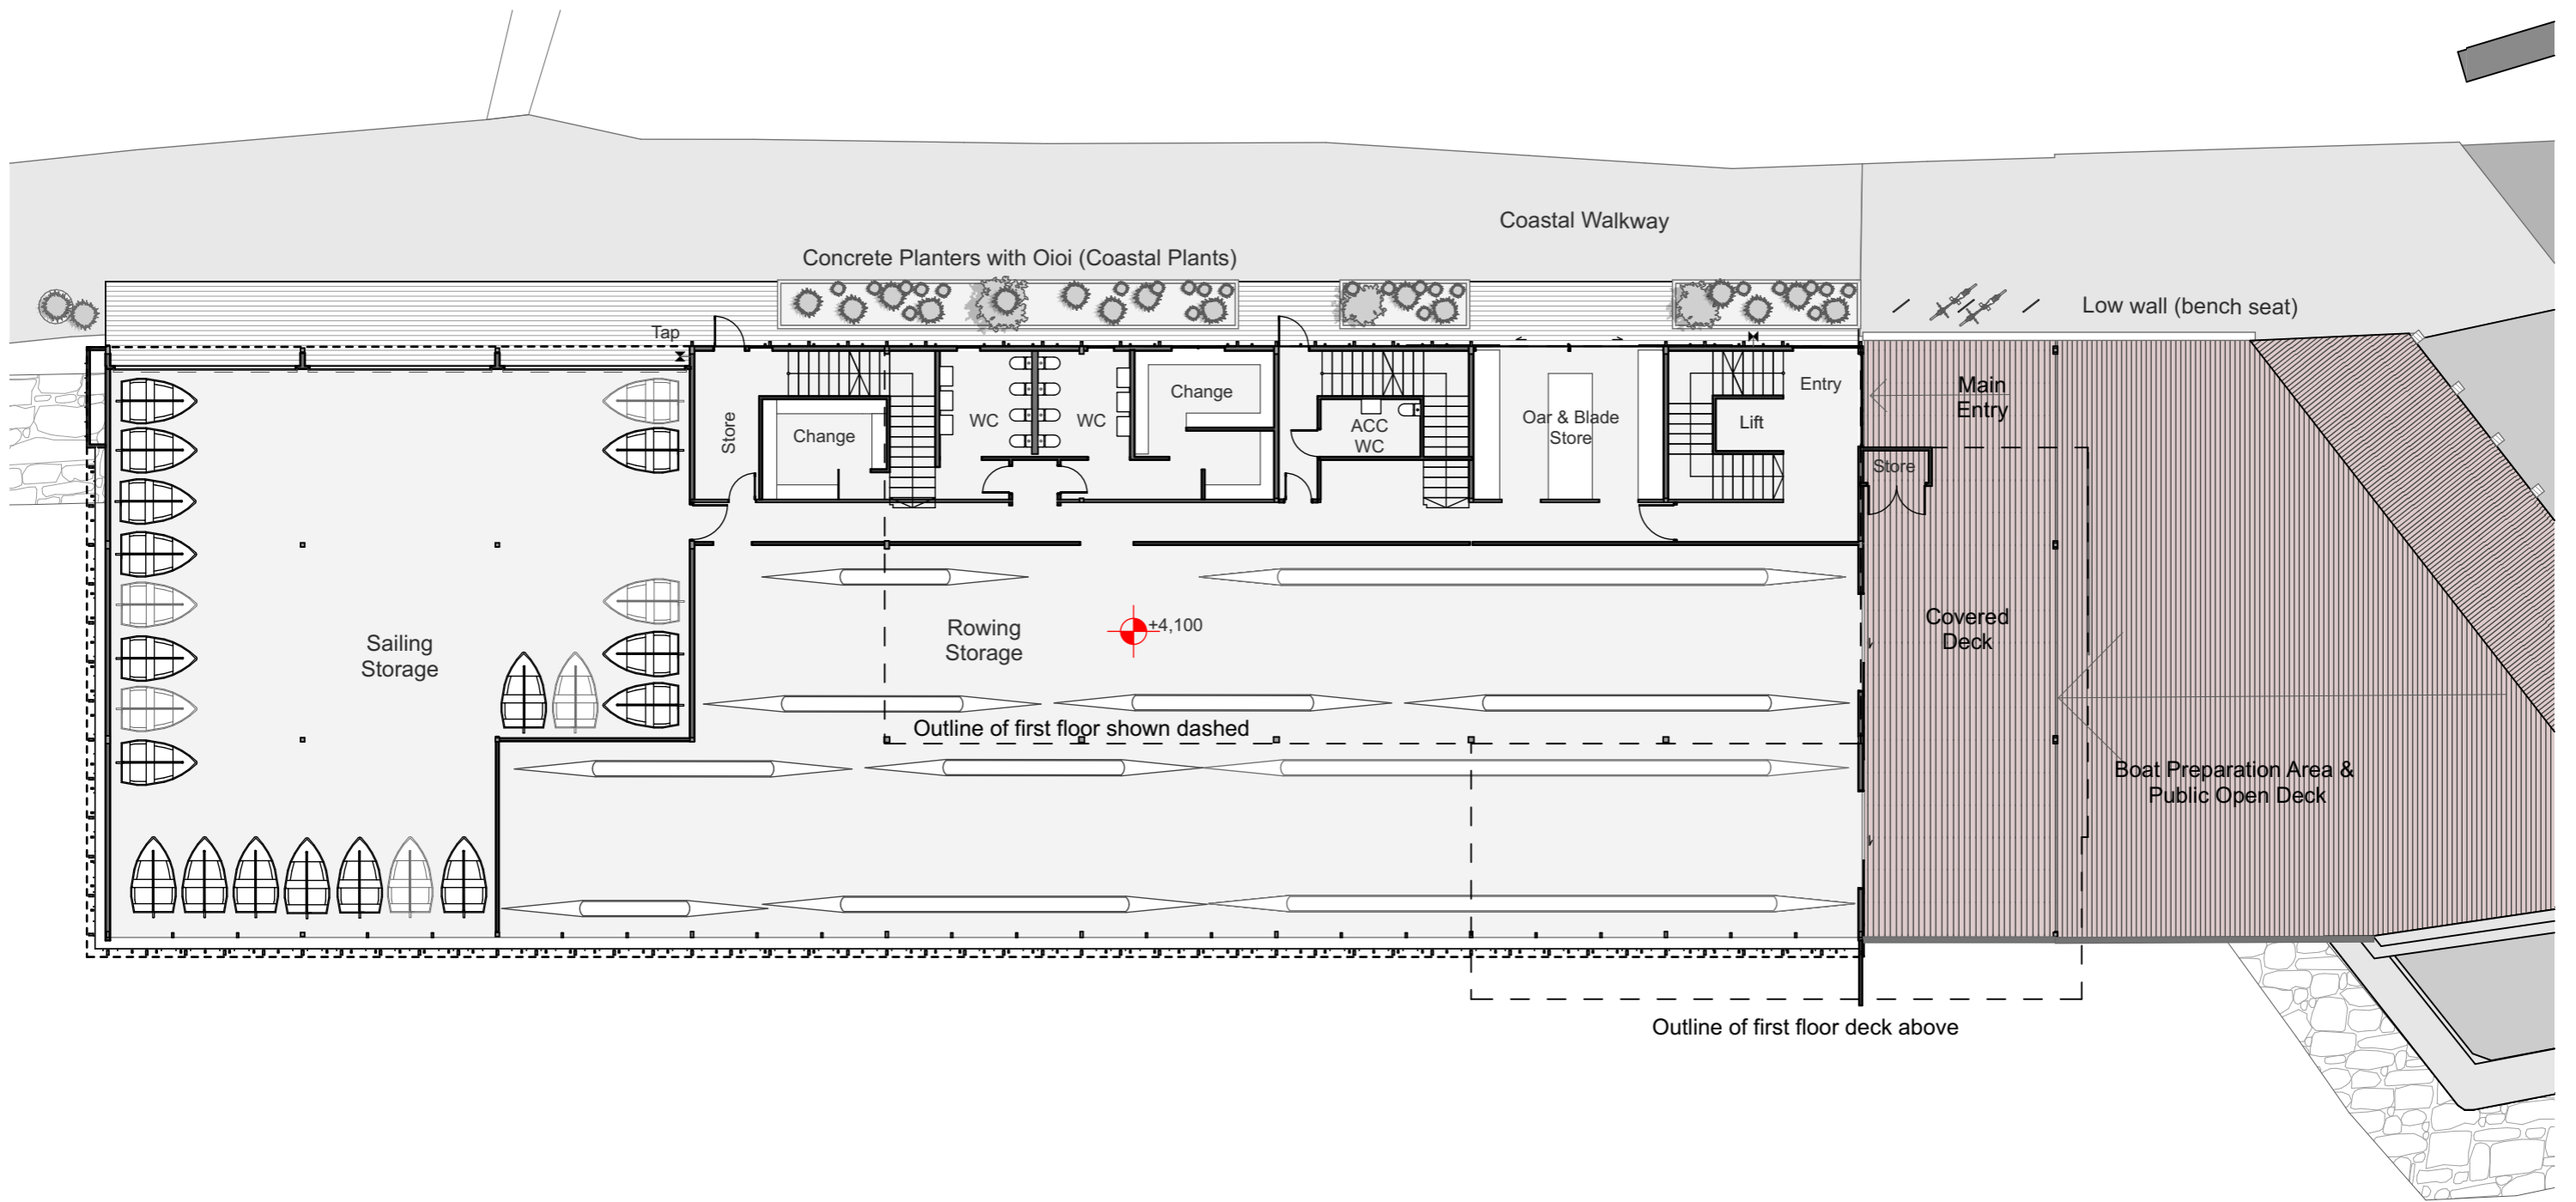 Coastal Walkway
Concrete Planters with Oioi (Coastal Plants)
Low wall (bench seat)
Tap
Store
Change
WC
WC
Change
ACC
WC
Oar & Blade
Store
Lift
Entry
Main
Entry
Store
Sailing
Storage
Rowing
Storage
+4,100
Covered
Deck
Outline of first floor shown dashed
Boat Preparation Area &
Public Open Deck
Outline of first floor deck above